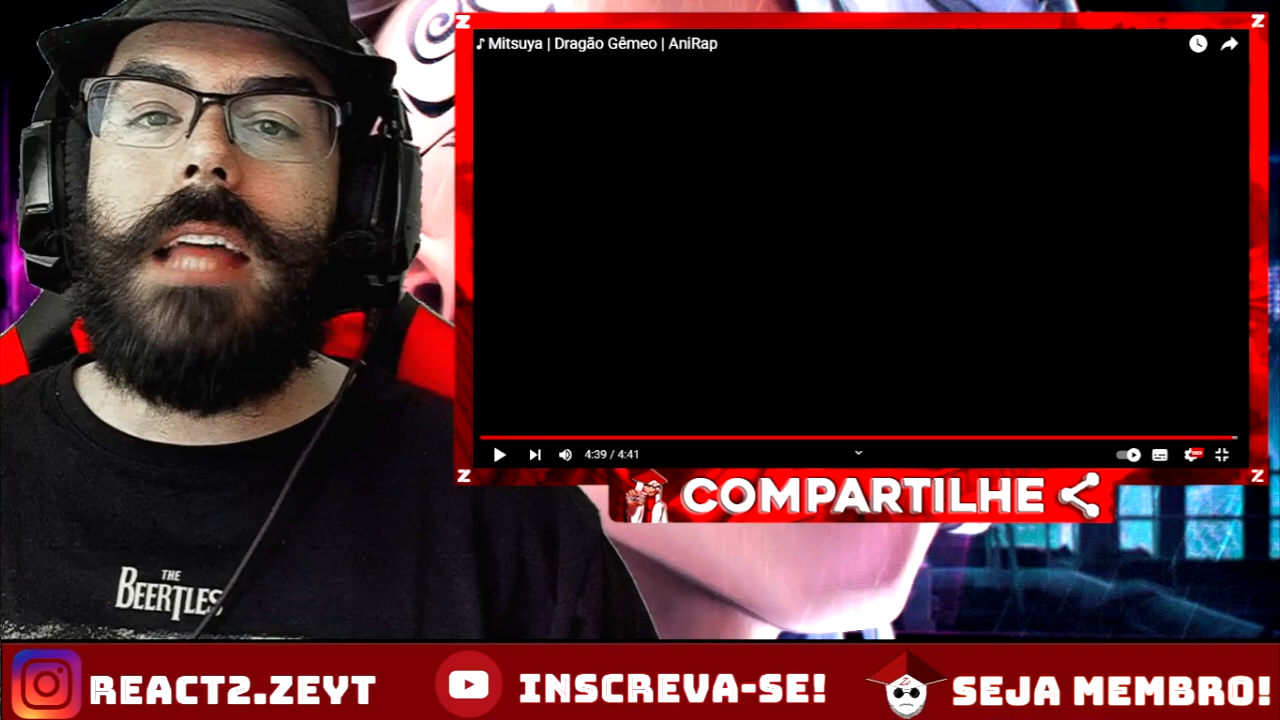 ♪ Mitsuya | Dragão Gêmeo | AniRap
4:39 / 4:41
COMPARTILHE
THE
BEERTLES
REACT2.ZEYT
INSCREVA-SE!
SEJA MEMBRO!